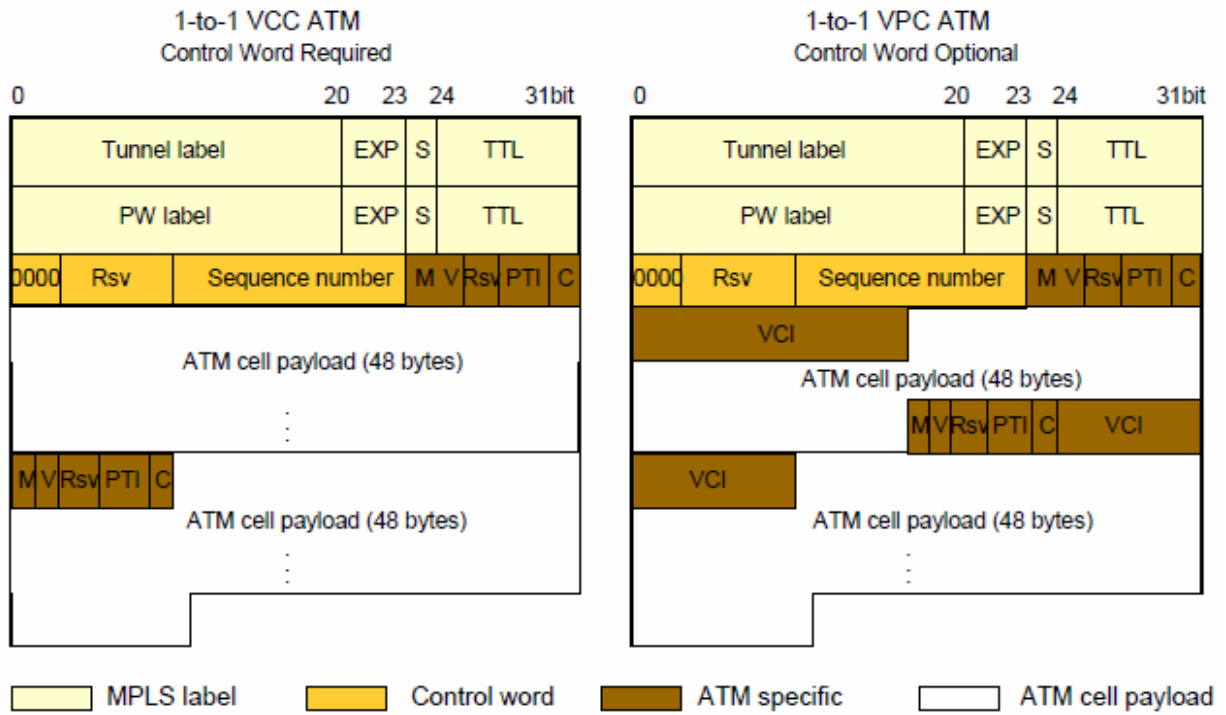 1-to-1 VCC ATM
Control Word Required
0 20 23 24 31bit
Tunnel label EXP S TTL
PW label EXP S TTL
0000 Rsv Sequence number M V Rsv PTI C
ATM cell payload (48 bytes)
M V Rsv PTI C
ATM cell payload (48 bytes)
1-to-1 VPC ATM
Control Word Optional
0 20 23 24 31bit
Tunnel label EXP S TTL
PW label EXP S TTL
0000 Rsv Sequence number M V Rsv PTI C
VCI
ATM cell payload (48 bytes)
M V Rsv PTI C VCI
VCI
ATM cell payload (48 bytes)
MPLS label Control word ATM specific ATM cell payload